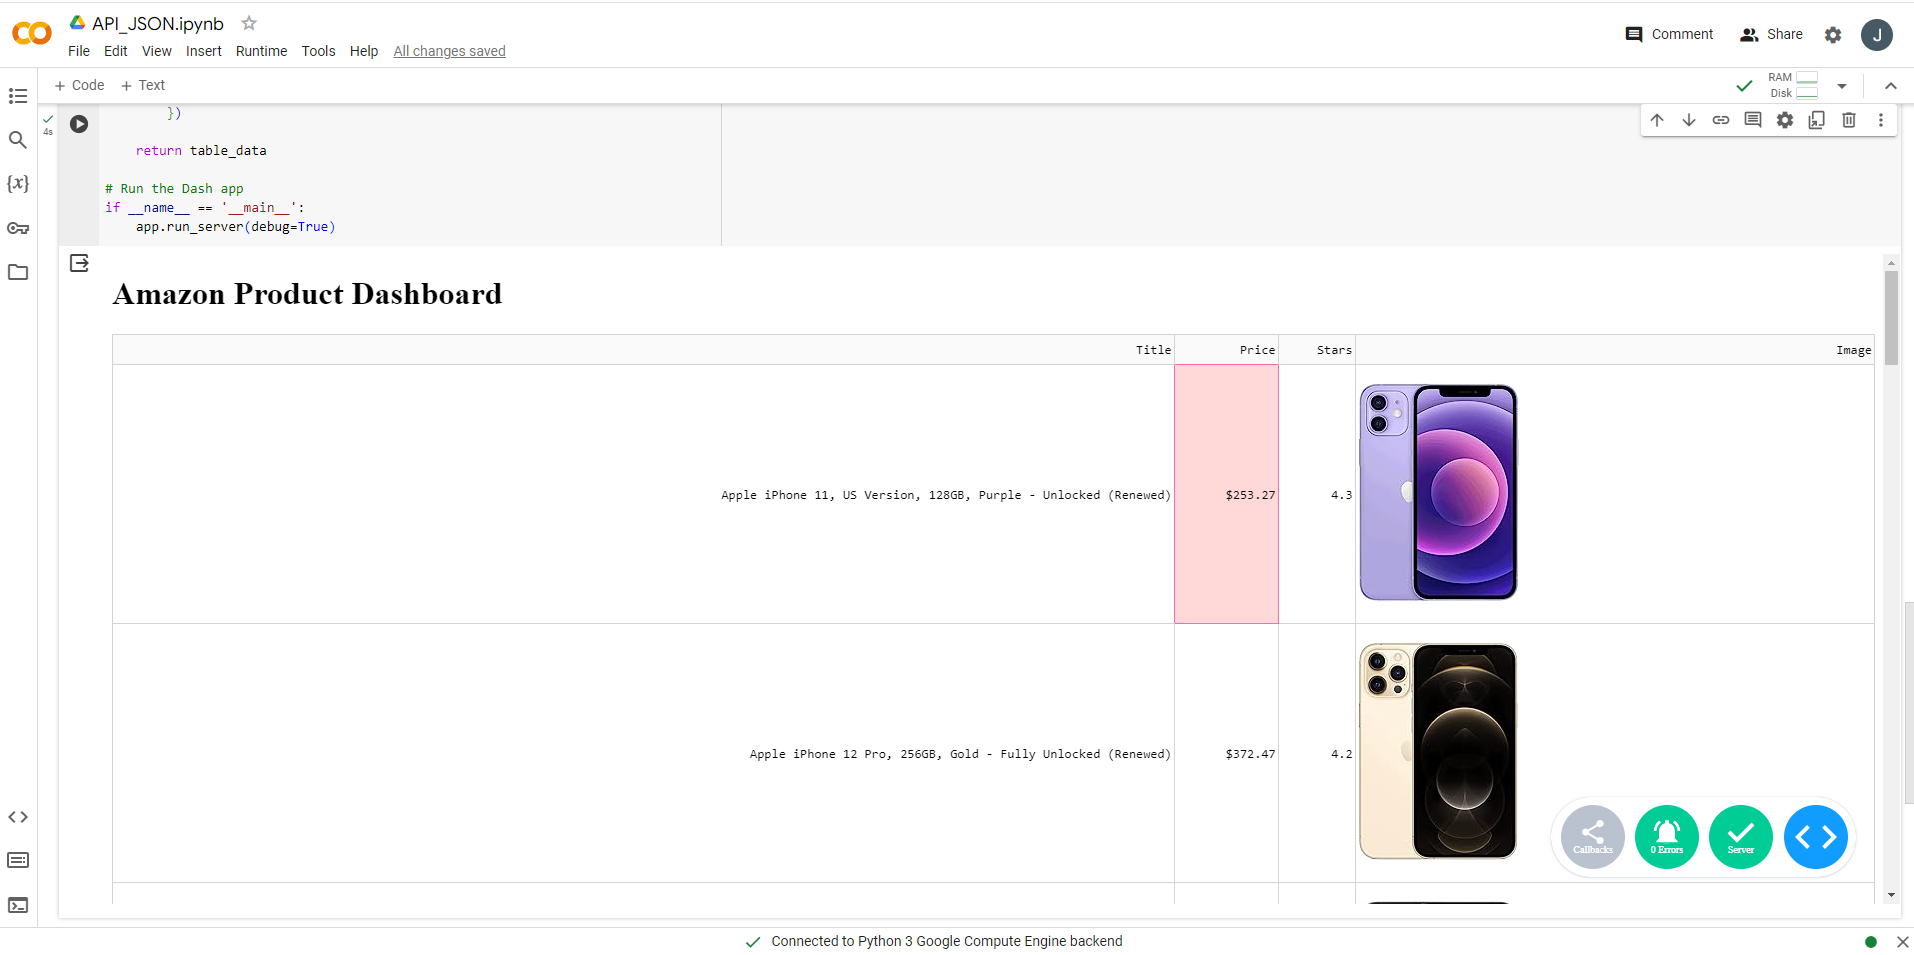 API_JSON.ipynb
File Edit View Insert Runtime Tools Help All changes saved
Comment Share J
+ Code + Text
RAM
Disk
4s
})
return table_data
# Run the Dash app
if __name__ == '__main__':
app.run_server(debug=True)
{x}
Amazon Product Dashboard
Title Price Stars Image
Apple iPhone 11, US Version, 128GB, Purple - Unlocked (Renewed) $253.27 4.3
Apple iPhone 12 Pro, 256GB, Gold - Fully Unlocked (Renewed) $372.47 4.2
Callbacks 0 Errors Server
Connected to Python 3 Google Compute Engine backend